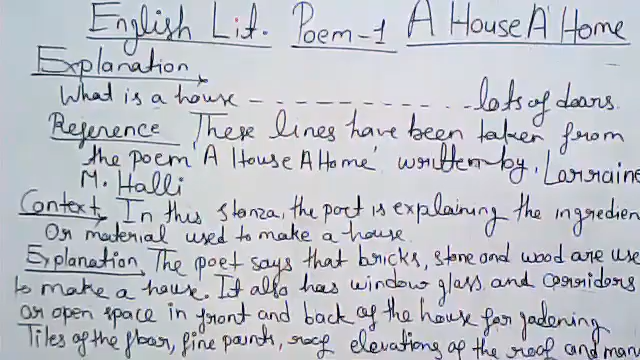 English Lit. Poem-1 A House A Home
Explanation
What is a house ----------- lots of doors.
Reference These lines have been taken from
the poem 'A House A Home' written by, Lorraine
M. Halli
Context, In this stanza, the poet is explaining the ingredien
Or material used to make a house.
Explanation, The poet says that bricks, stone and wood are use
to make a house. It also has window glass and corridors
or open space in front and back of the house for gadening
Tiles of the floor, fine paints, roof elevations of the roof and man